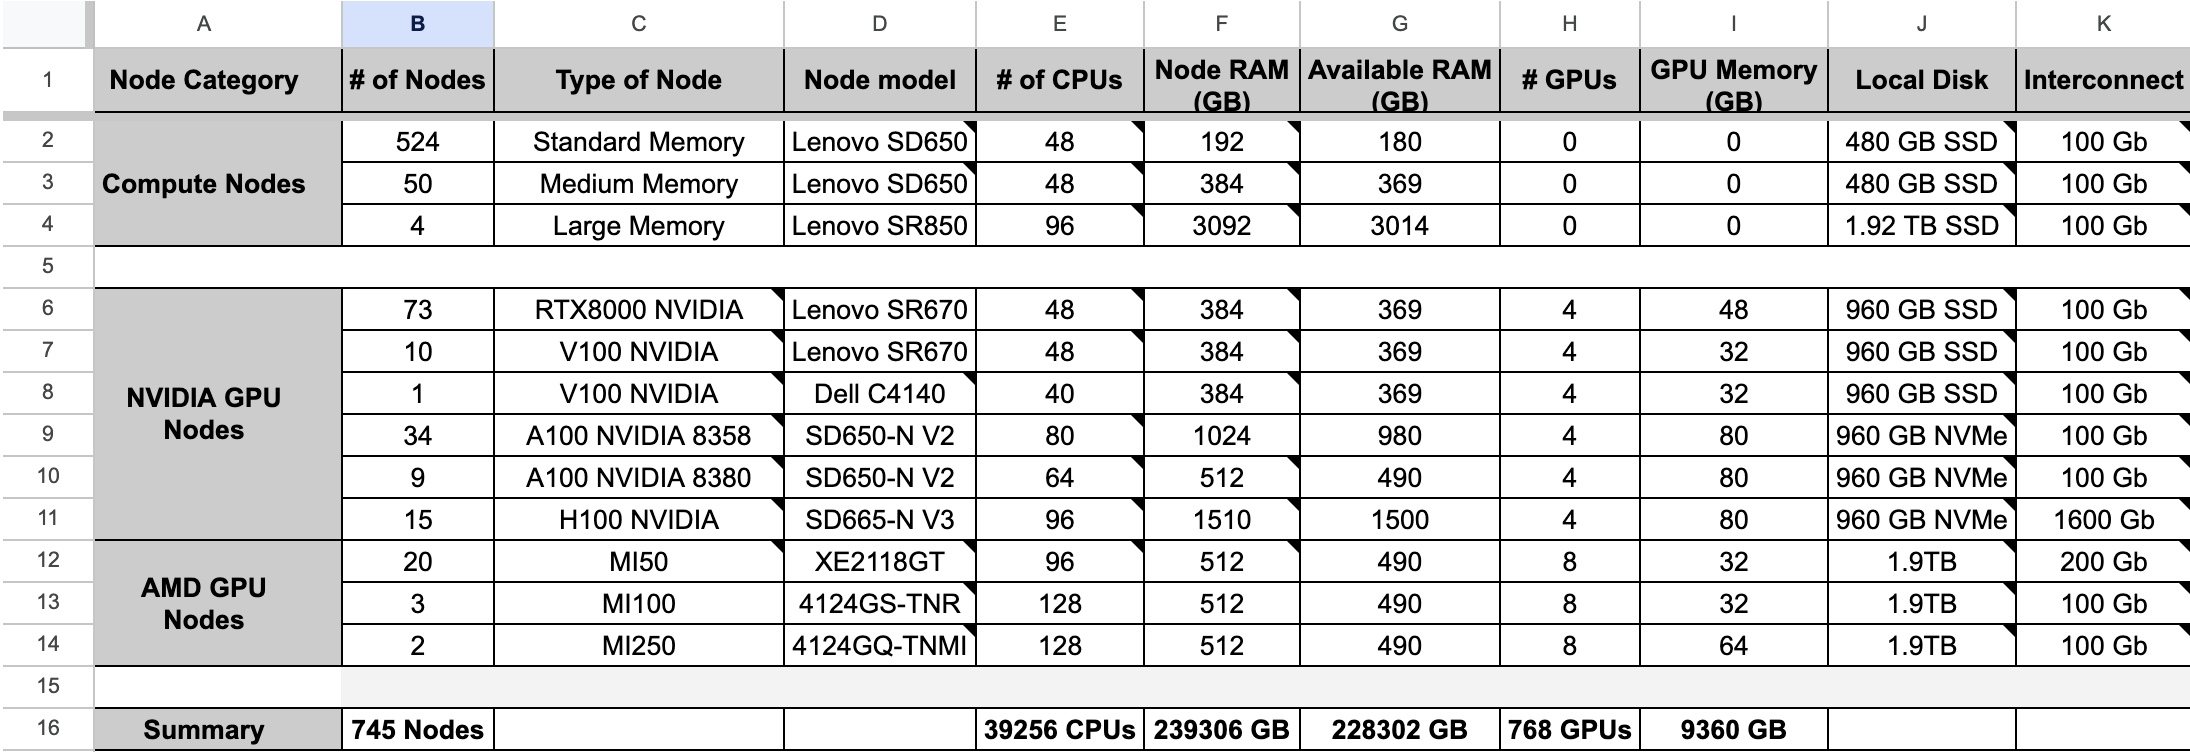 A B C D E F G H I J K
1 Node Category # of Nodes Type of Node Node model # of CPUs Node RAM (GB) Available RAM (GB) # GPUs GPU Memory (GB) Local Disk Interconnect
2 524 Standard Memory Lenovo SD650 48 192 180 0 0 480 GB SSD 100 Gb
3 Compute Nodes 50 Medium Memory Lenovo SD650 48 384 369 0 0 480 GB SSD 100 Gb
4 4 Large Memory Lenovo SR850 96 3092 3014 0 0 1.92 TB SSD 100 Gb
5
6 73 RTX8000 NVIDIA Lenovo SR670 48 384 369 4 48 960 GB SSD 100 Gb
7 10 V100 NVIDIA Lenovo SR670 48 384 369 4 32 960 GB SSD 100 Gb
8 NVIDIA GPU Nodes 1 V100 NVIDIA Dell C4140 40 384 369 4 32 960 GB SSD 100 Gb
9 34 A100 NVIDIA 8358 SD650-N V2 80 1024 980 4 80 960 GB NVMe 100 Gb
10 9 A100 NVIDIA 8380 SD650-N V2 64 512 490 4 80 960 GB NVMe 100 Gb
11 15 H100 NVIDIA SD665-N V3 96 1510 1500 4 80 960 GB NVMe 1600 Gb
12 20 MI50 XE2118GT 96 512 490 8 32 1.9TB 200 Gb
13 AMD GPU Nodes 3 MI100 4124GS-TNR 128 512 490 8 32 1.9TB 100 Gb
14 2 MI250 4124GQ-TNMI 128 512 490 8 64 1.9TB 100 Gb
15
16 Summary 745 Nodes 39256 CPUs 239306 GB 228302 GB 768 GPUs 9360 GB